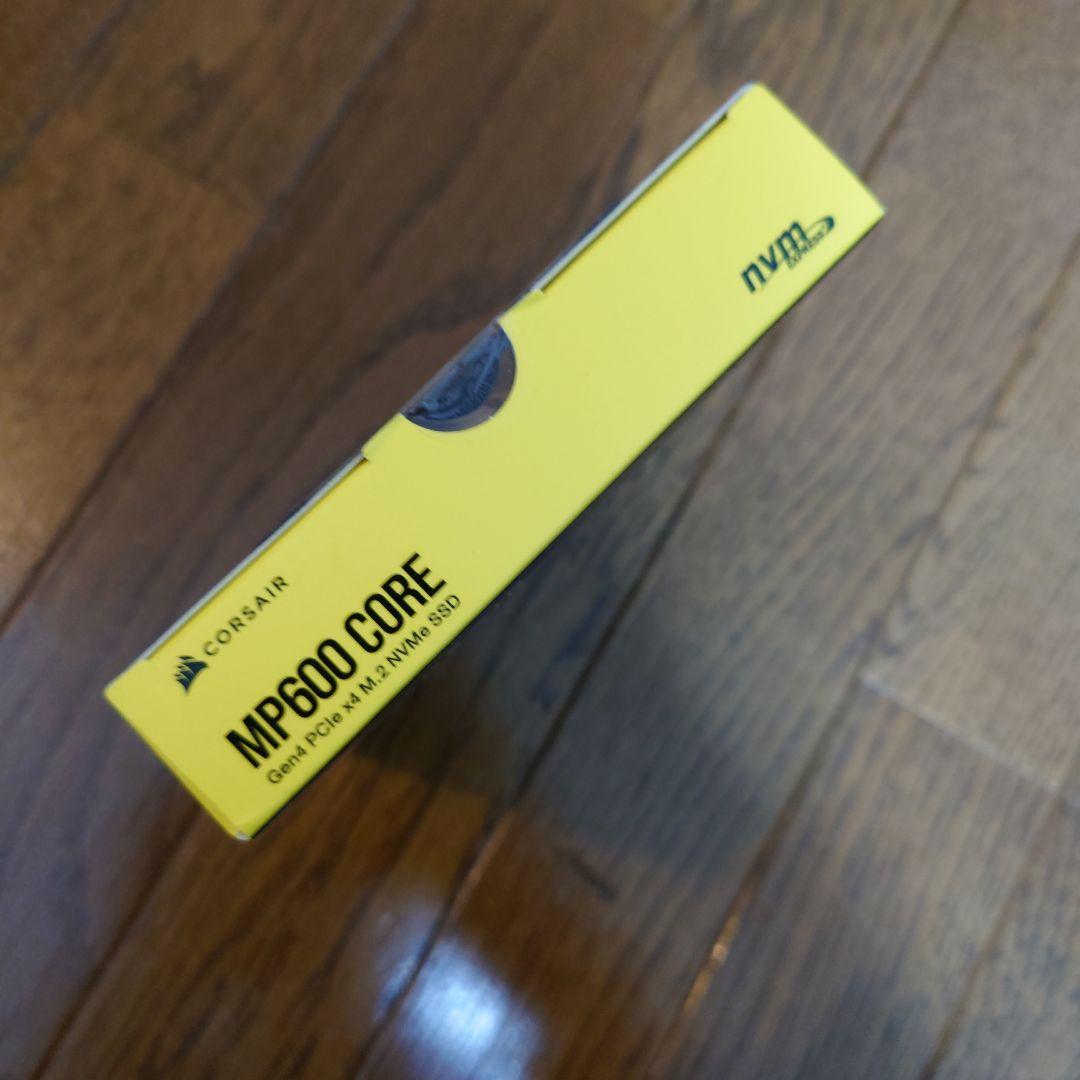 CORSAIR
MP600 CORE
Gen4 PCIe x4 M.2 NVMe SSD
nvm
EXPRESS